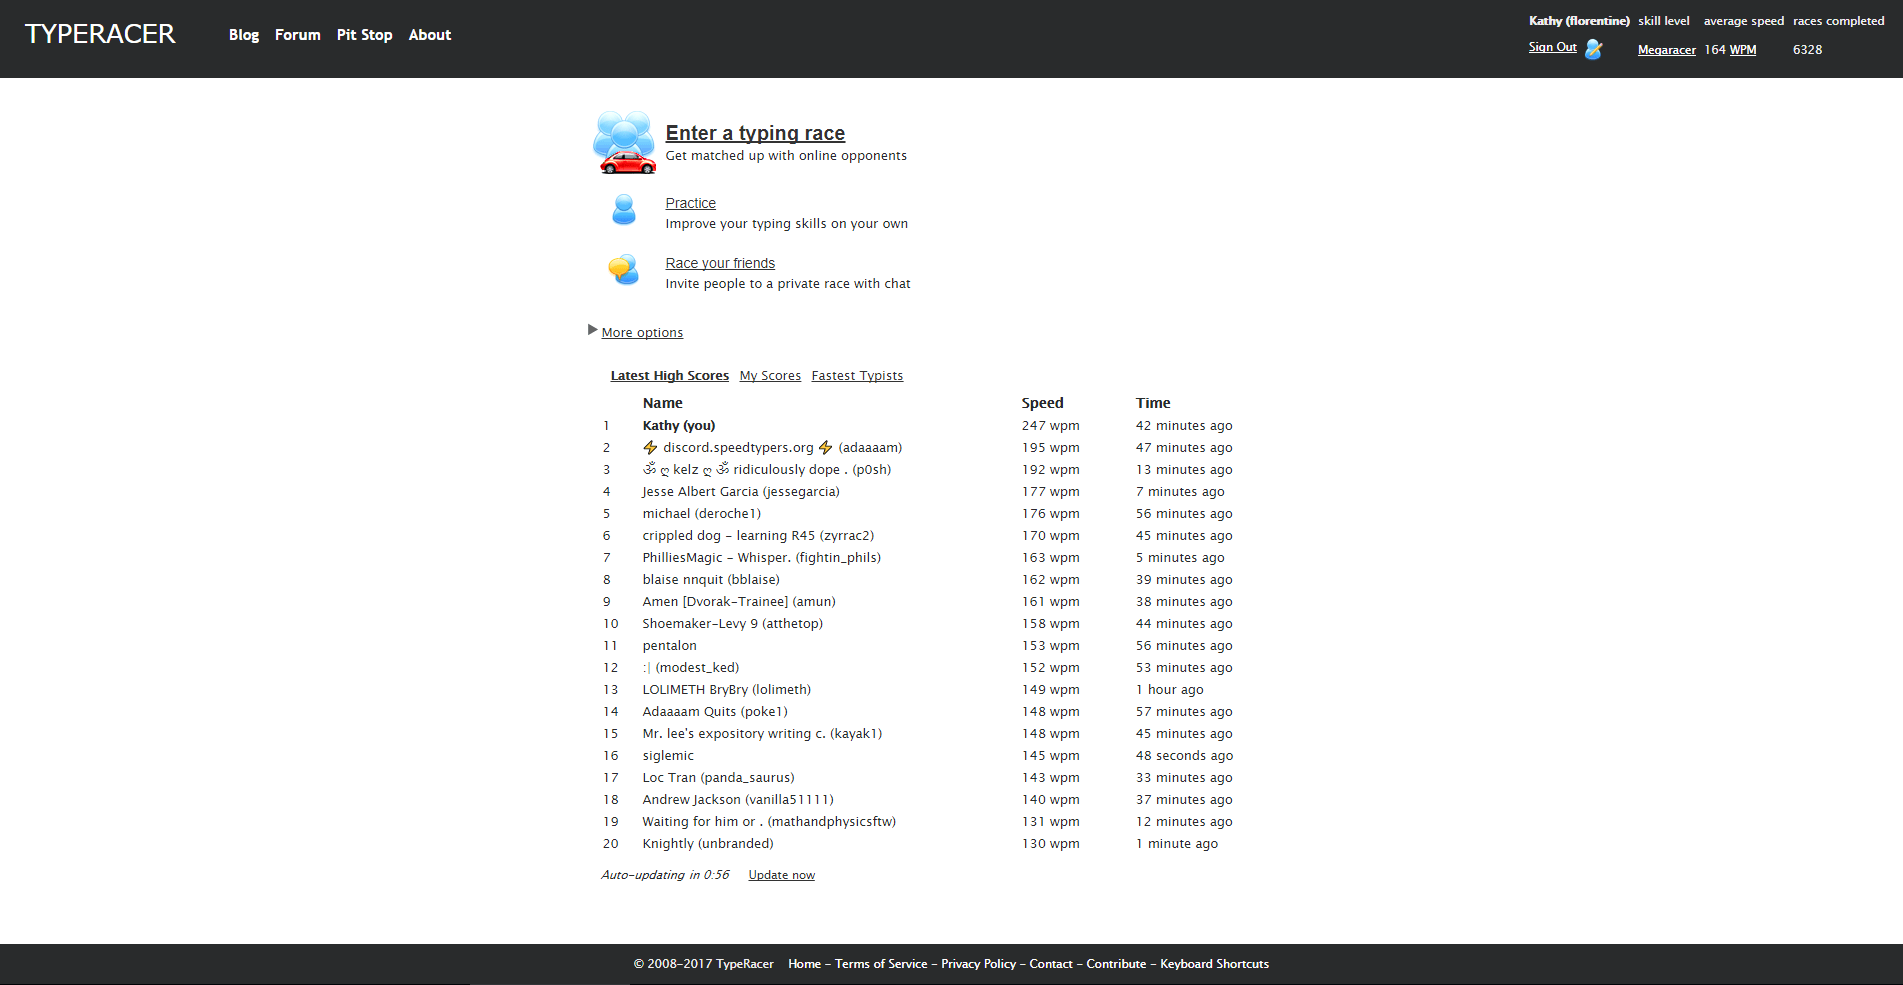 TYPERACER Blog Forum Pit Stop About
Kathy (florentine) skill level average speed races completed
Sign Out Megaracer 164 WPM 6328
Enter a typing race
Get matched up with online opponents
Practice
Improve your typing skills on your own
Race your friends
Invite people to a private race with chat
More options
Latest High Scores My Scores Fastest Typists
Name Speed Time
1 Kathy (you) 247 wpm 42 minutes ago
2 ⚡ discord.speedtypers.org ⚡ (adaaaam) 195 wpm 47 minutes ago
3 ॐ ღ kelz ღ ॐ ridiculously dope . (p0sh) 192 wpm 13 minutes ago
4 Jesse Albert Garcia (jessegarcia) 177 wpm 7 minutes ago
5 michael (deroche1) 176 wpm 56 minutes ago
6 crippled dog - learning R45 (zyrrac2) 170 wpm 45 minutes ago
7 PhilliesMagic - Whisper. (fightin_phils) 163 wpm 5 minutes ago
8 blaise nnquit (bblaise) 162 wpm 39 minutes ago
9 Amen [Dvorak-Trainee] (amun) 161 wpm 38 minutes ago
10 Shoemaker-Levy 9 (atthetop) 158 wpm 44 minutes ago
11 pentalon 153 wpm 56 minutes ago
12 :| (modest_ked) 152 wpm 53 minutes ago
13 LOLIMETH BryBry (lolimeth) 149 wpm 1 hour ago
14 Adaaaam Quits (poke1) 148 wpm 57 minutes ago
15 Mr. lee's expository writing c. (kayak1) 148 wpm 45 minutes ago
16 siglemic 145 wpm 48 seconds ago
17 Loc Tran (panda_saurus) 143 wpm 33 minutes ago
18 Andrew Jackson (vanilla51111) 140 wpm 37 minutes ago
19 Waiting for him or . (mathandphysicsftw) 131 wpm 12 minutes ago
20 Knightly (unbranded) 130 wpm 1 minute ago
Auto-updating in 0:56 Update now
© 2008-2017 TypeRacer Home - Terms of Service - Privacy Policy - Contact - Contribute - Keyboard Shortcuts